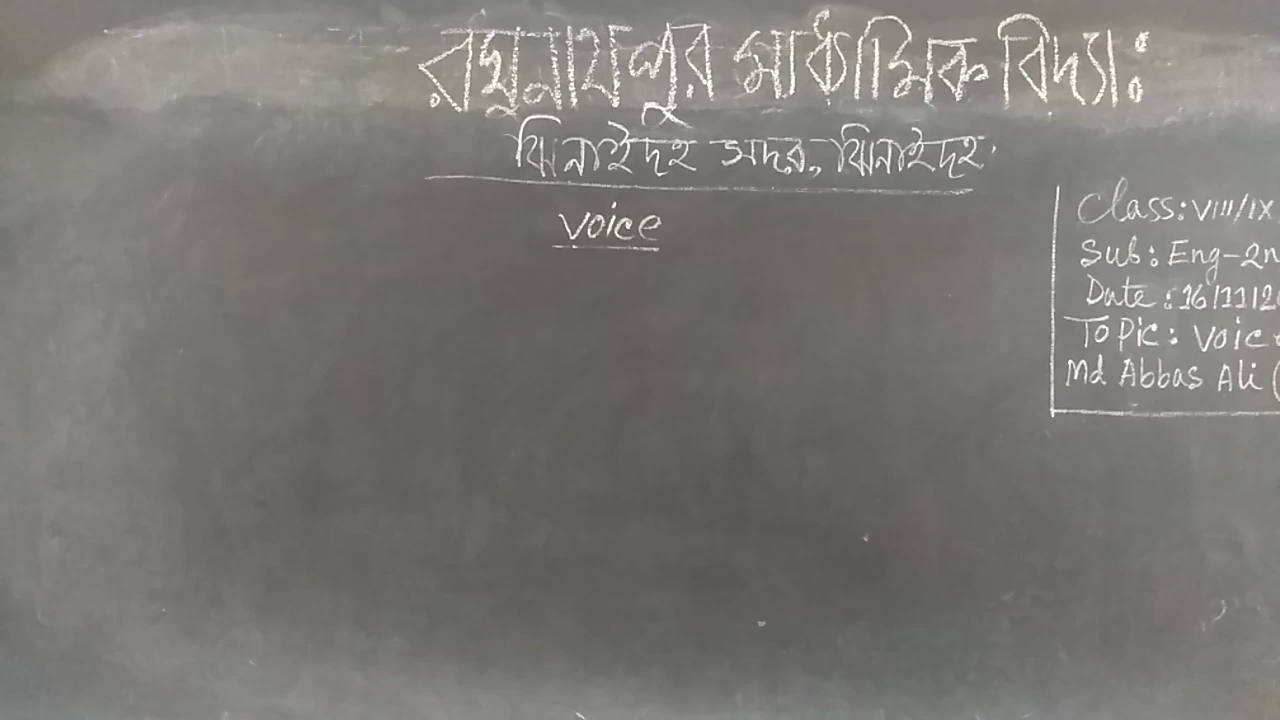 রঘুনাথপুর মাধ্যমিক বিদ্যাঃ
ঝিনাইদহ সদর, ঝিনাইদহ.
voice
Class: VIII/IX
Sub: Eng-2n
Date: 16/11/2
Topic: Voic
Md Abbas Ali (